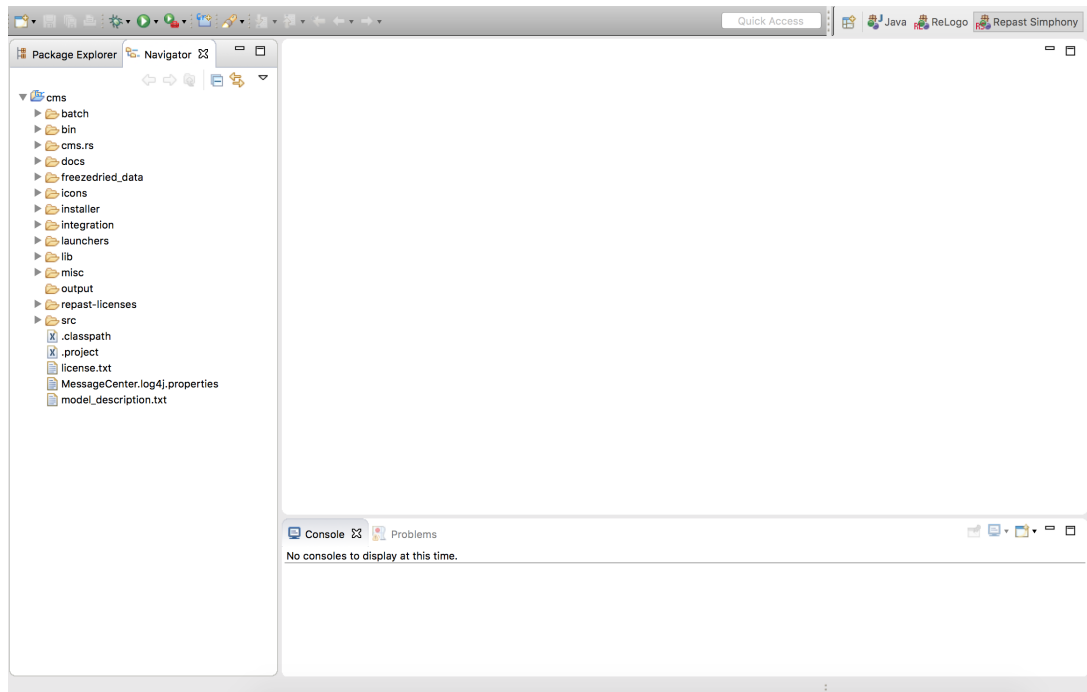 Quick Access
Java
ReLogo
Repast Simphony
Package Explorer
Navigator
cms
batch
bin
cms.rs
docs
freezedried_data
icons
installer
integration
launchers
lib
misc
output
repast-licenses
src
.classpath
.project
license.txt
MessageCenter.log4j.properties
model_description.txt
Console
Problems
No consoles to display at this time.